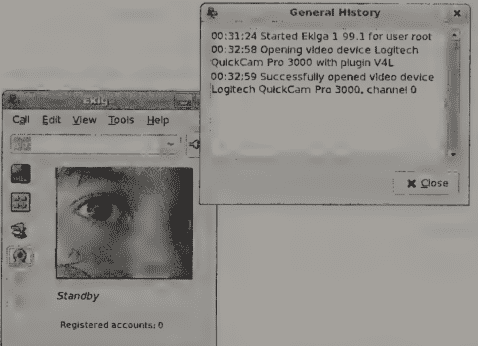 General History
00:31:24 Started Ekiga 1 99.1 for user root
00:32:58 Opening video device Logitech
QuickCam Pro 3000 with plugin V4L
00:32:59 Successfully opened video device
Logitech QuickCam Pro 3000, channel 0
Close
Ekiga
Call Edit View Tools Help
Standby
Registered accounts: 0